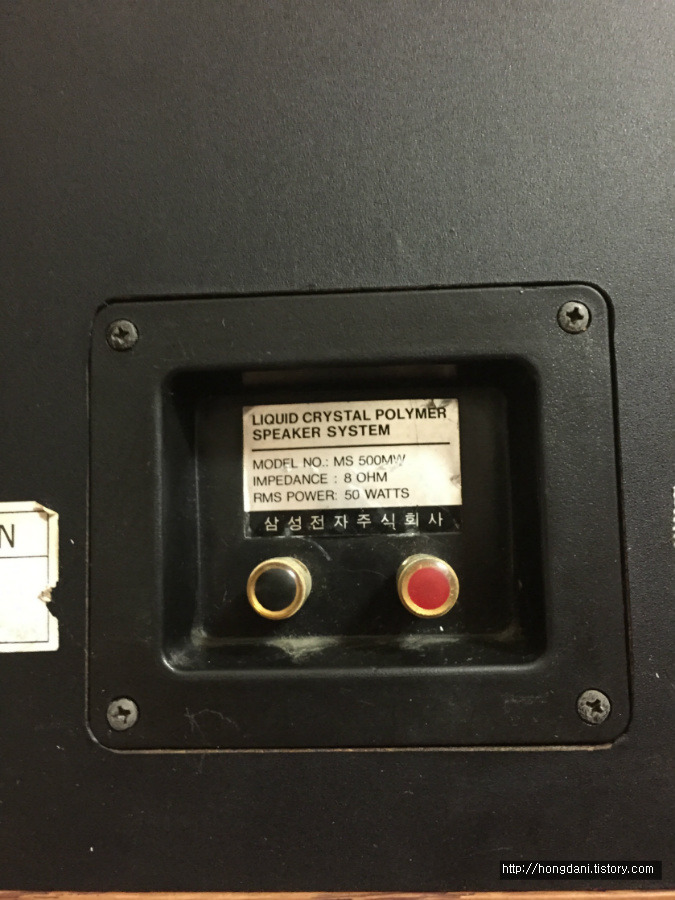 LIQUID CRYSTAL POLYMER
SPEAKER SYSTEM
MODEL NO.: MS 500MW
IMPEDANCE : 8 OHM
RMS POWER: 50 WATTS
삼성전자주식회사
N
http://hongdani.tistory.com